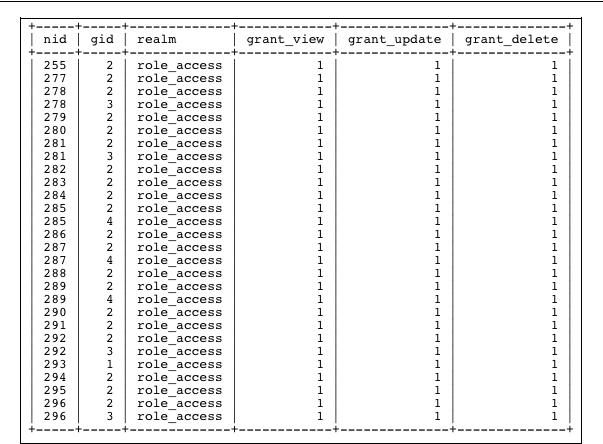 +-----+-----+-------------+------------+--------------+--------------+
| nid | gid | realm | grant_view | grant_update | grant_delete |
+-----+-----+-------------+------------+--------------+--------------+
| 255 | 2 | role_access | 1 | 1 | 1 |
| 277 | 2 | role_access | 1 | 1 | 1 |
| 278 | 2 | role_access | 1 | 1 | 1 |
| 278 | 3 | role_access | 1 | 1 | 1 |
| 279 | 2 | role_access | 1 | 1 | 1 |
| 280 | 2 | role_access | 1 | 1 | 1 |
| 281 | 2 | role_access | 1 | 1 | 1 |
| 281 | 3 | role_access | 1 | 1 | 1 |
| 282 | 2 | role_access | 1 | 1 | 1 |
| 283 | 2 | role_access | 1 | 1 | 1 |
| 284 | 2 | role_access | 1 | 1 | 1 |
| 285 | 2 | role_access | 1 | 1 | 1 |
| 285 | 4 | role_access | 1 | 1 | 1 |
| 286 | 2 | role_access | 1 | 1 | 1 |
| 287 | 2 | role_access | 1 | 1 | 1 |
| 287 | 4 | role_access | 1 | 1 | 1 |
| 288 | 2 | role_access | 1 | 1 | 1 |
| 289 | 2 | role_access | 1 | 1 | 1 |
| 289 | 4 | role_access | 1 | 1 | 1 |
| 290 | 2 | role_access | 1 | 1 | 1 |
| 291 | 2 | role_access | 1 | 1 | 1 |
| 292 | 2 | role_access | 1 | 1 | 1 |
| 292 | 3 | role_access | 1 | 1 | 1 |
| 293 | 1 | role_access | 1 | 1 | 1 |
| 294 | 2 | role_access | 1 | 1 | 1 |
| 295 | 2 | role_access | 1 | 1 | 1 |
| 296 | 2 | role_access | 1 | 1 | 1 |
| 296 | 3 | role_access | 1 | 1 | 1 |
+-----+-----+-------------+------------+--------------+--------------+